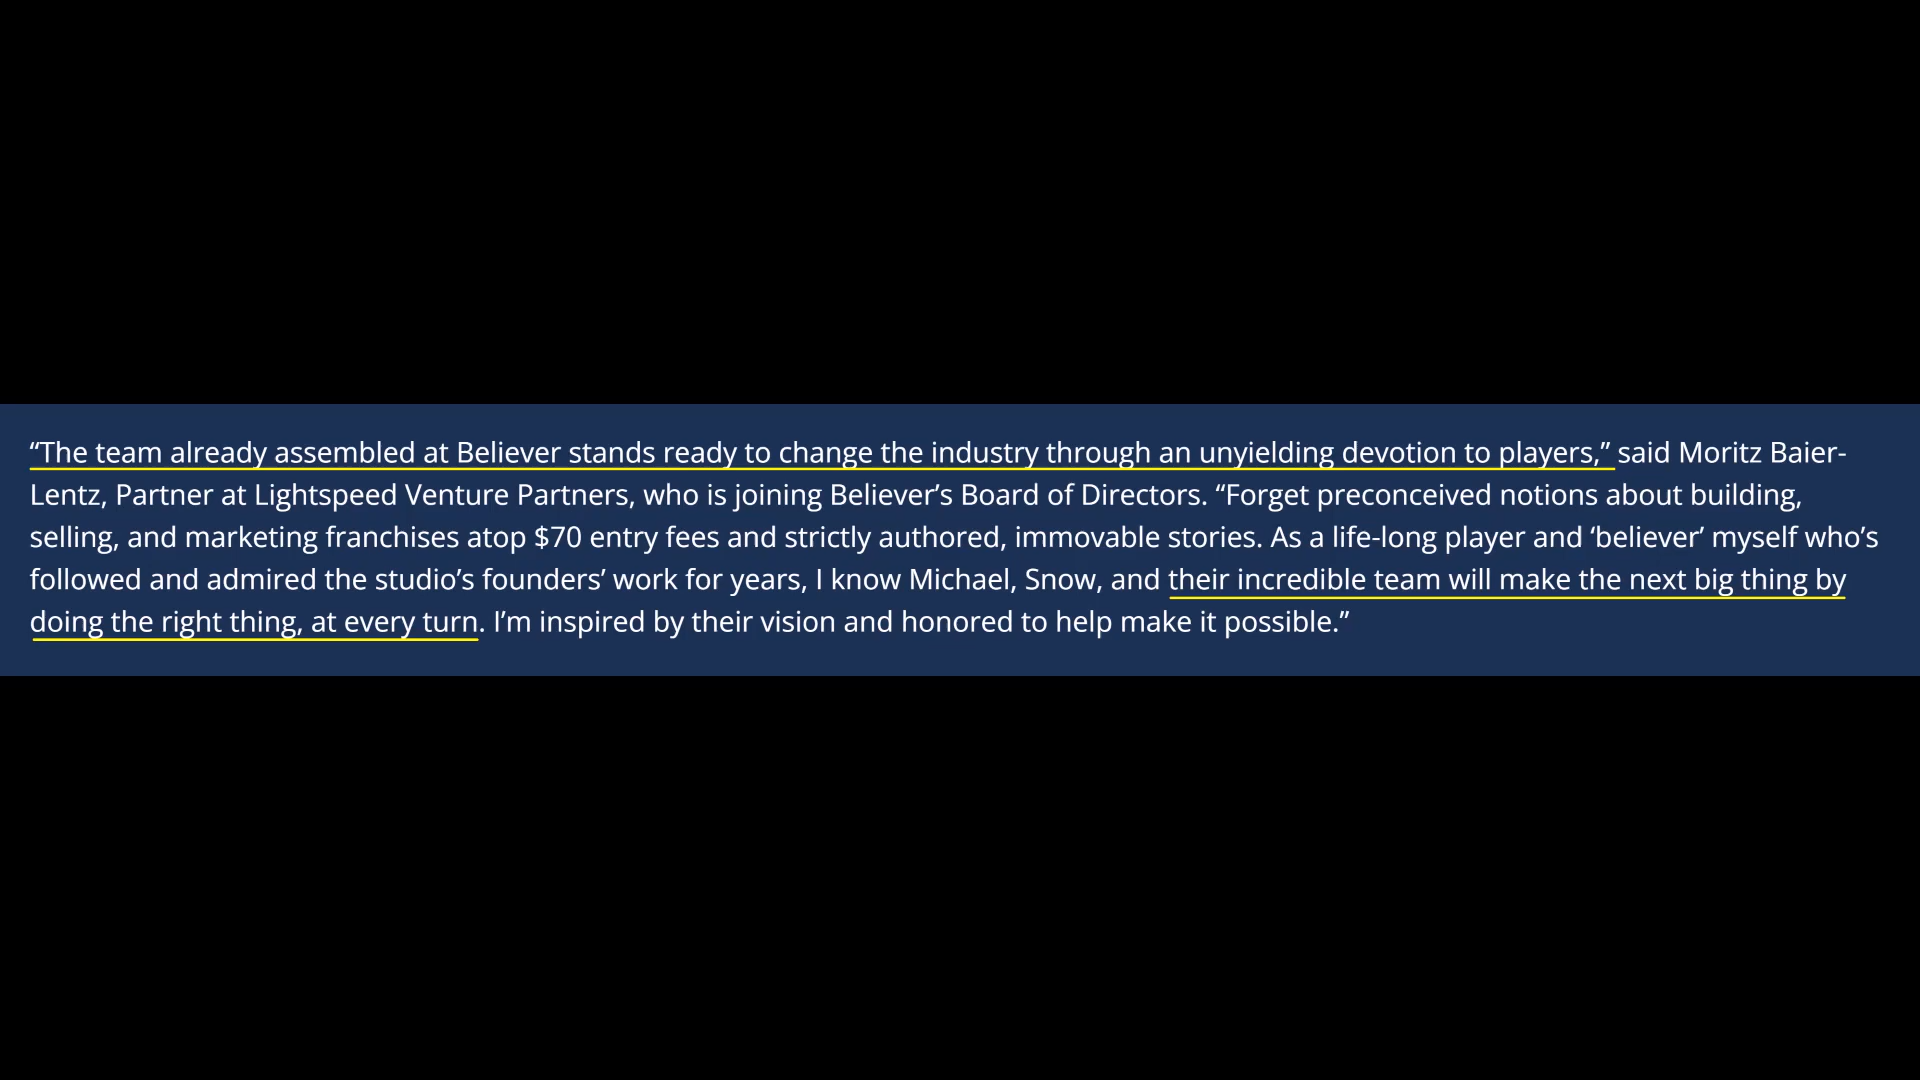 “The team already assembled at Believer stands ready to change the industry through an unyielding devotion to players,” said Moritz Baier-
Lentz, Partner at Lightspeed Venture Partners, who is joining Believer’s Board of Directors. “Forget preconceived notions about building,
selling, and marketing franchises atop $70 entry fees and strictly authored, immovable stories. As a life-long player and ‘believer’ myself who’s
followed and admired the studio’s founders’ work for years, I know Michael, Snow, and their incredible team will make the next big thing by
doing the right thing, at every turn. I’m inspired by their vision and honored to help make it possible.”